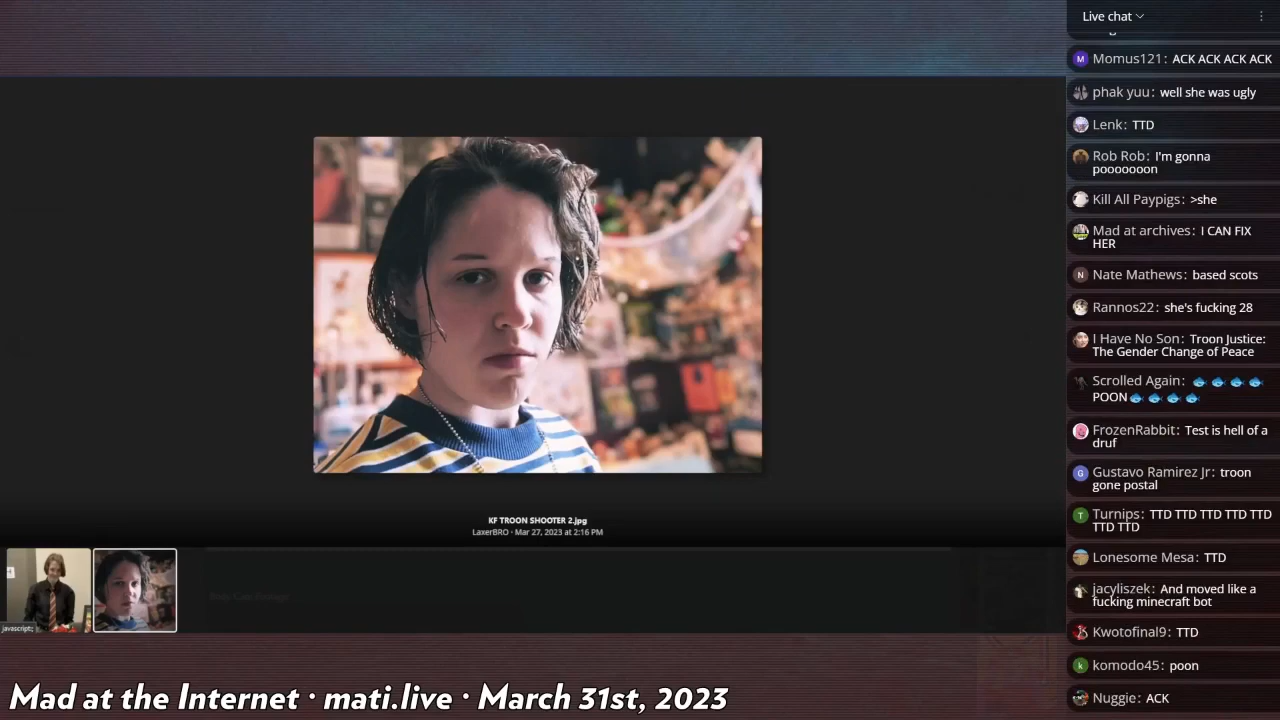 Live chat
Momus121: ACK ACK ACK ACK
phak yuu: well she was ugly
Lenk: TTD
Rob Rob: I'm gonna
pooooooon
Kill All Paypigs: >she
Mad at archives: I CAN FIX
HER
Nate Mathews: based scots
Rannos22: she's fucking 28
I Have No Son: Troon Justice:
The Gender Change of Peace
Scrolled Again: 🐟 🐟 🐟 🐟
POON🐟 🐟 🐟 🐟
FrozenRabbit: Test is hell of a
druf
Gustavo Ramirez Jr: troon
gone postal
Turnips: TTD TTD TTD TTD TTD
TTD TTD
Lonesome Mesa: TTD
jacyliszek: And moved like a
fucking minecraft bot
Kwotofinal9: TTD
komodo45: poon
Nuggie: ACK
KF TROON SHOOTER 2.jpg
LaxerBRO · Mar 27, 2023 at 2:16 PM
javascript:
Mad at the Internet · mati.live · March 31st, 2023